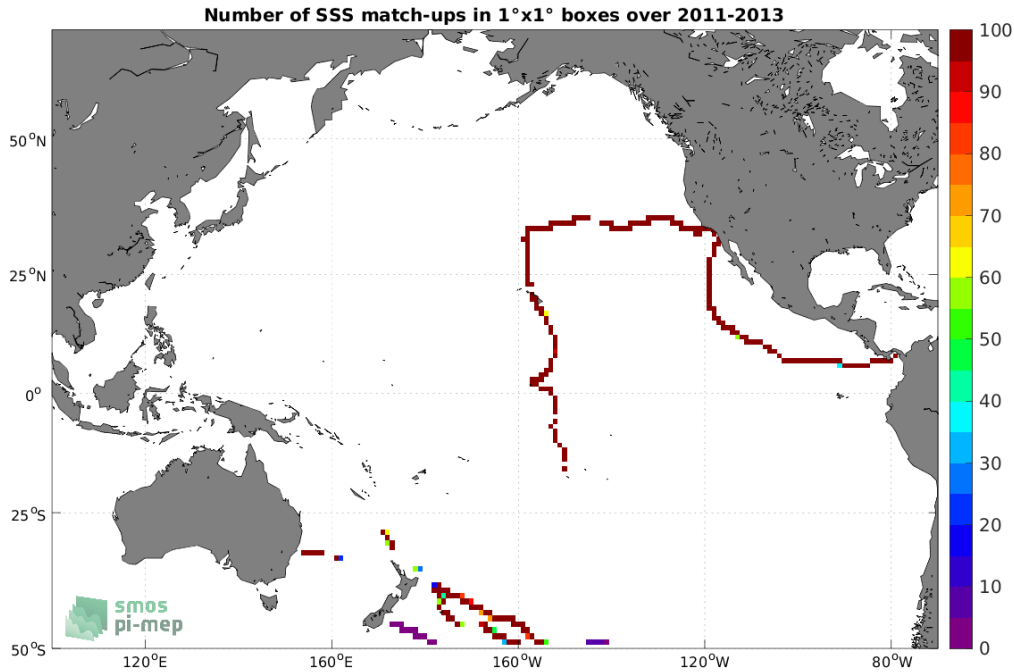 Number of SSS match-ups in 1°x1° boxes over 2011-2013
50°N
25°N
0°
25°S
50°S
120°E
160°E
160°W
120°W
80°W
100
90
80
70
60
50
40
30
20
10
0
smos
pi-mep